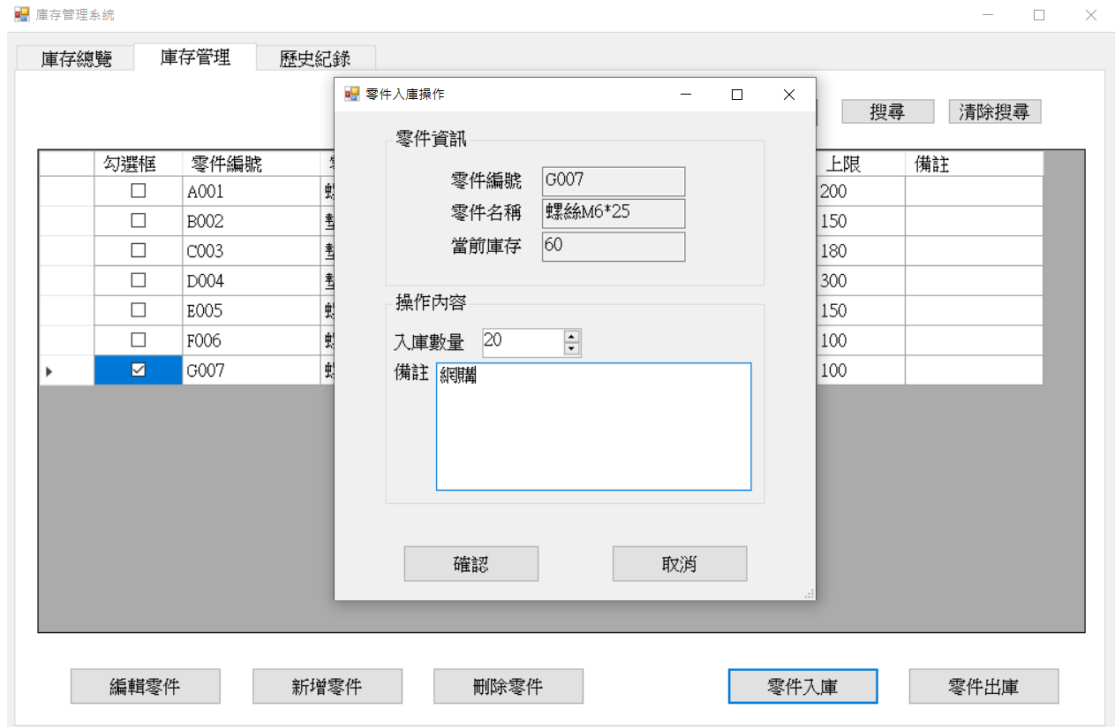 庫存管理系統
庫存總覽 庫存管理 歷史紀錄
搜尋 清除搜尋
勾選框 零件編號 上限 備註
A001 200
B002 150
C003 180
D004 300
E005 150
F006 100
G007 100
零件入庫操作
零件資訊
零件編號 G007
零件名稱 螺絲M6*25
當前庫存 60
操作內容
入庫數量 20
備註 網購
確認 取消
編輯零件 新增零件 刪除零件 零件入庫 零件出庫